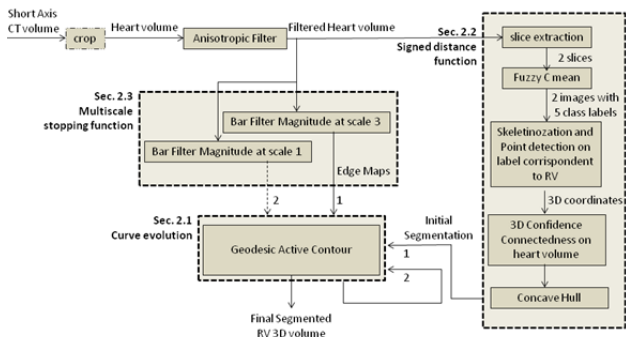 Short Axis
CT volume
crop
Heart volume
Anisotropic Filter
Filtered Heart volume
Sec. 2.2
Signed distance
function
slice extraction
2 slices
Fuzzy C mean
2 images with
5 class labels
Skeletinozation and
Point detection on
label corrispondent
to RV
3D coordinates
3D Confidence
Connectedness on
heart volume
Concave Hull
Sec. 2.3
Multiscale
stopping function
Bar Filter Magnitude at scale 3
Bar Filter Magnitude at scale 1
Edge Maps
2
1
Sec. 2.1
Curve evolution
Geodesic Active Contour
Initial
Segmentation
1
2
Final Segmented
RV 3D volume